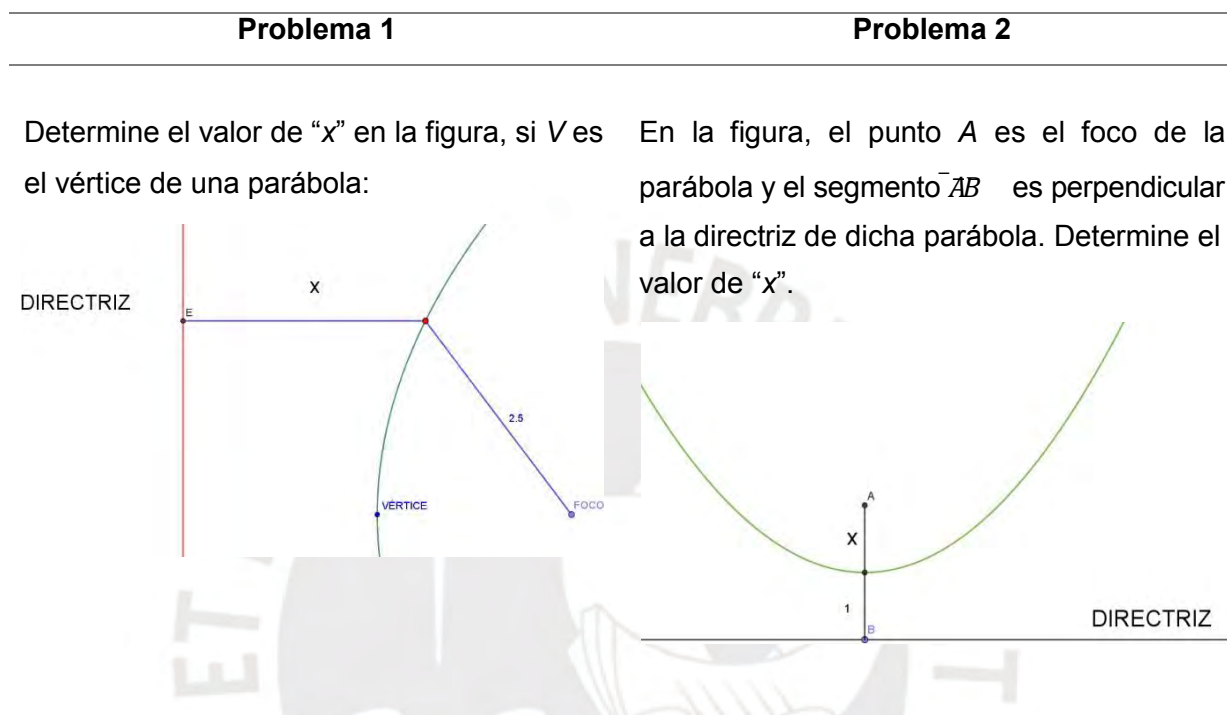 Problema 1
Determine el valor de “x” en la figura, si V es
el vértice de una parábola:
DIRECTRIZ
E
x
2.5
VÉRTICE
FOCO
Problema 2
En la figura, el punto A es el foco de la
parábola y el segmento ‾AB es perpendicular
a la directriz de dicha parábola. Determine el
valor de “x”.
A
X
1
B
DIRECTRIZ